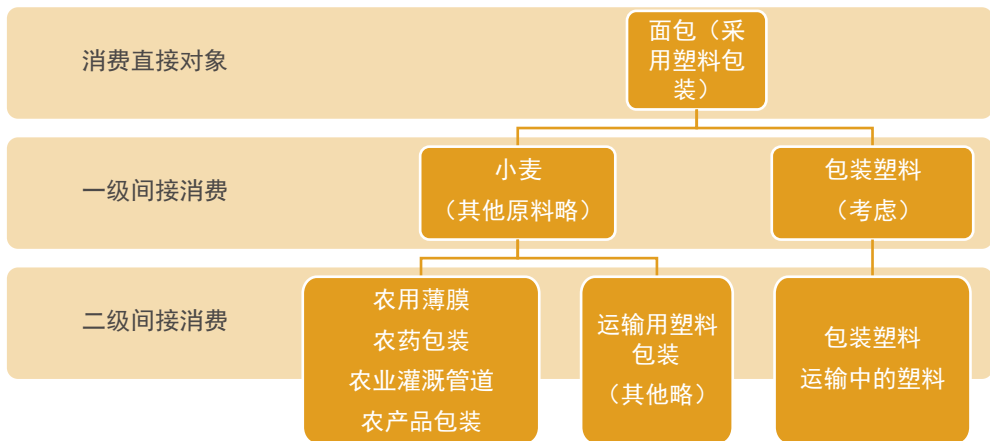 消费直接对象
面包（采
用塑料包
装）
一级间接消费
小麦
（其他原料略）
包装塑料
（考虑）
二级间接消费
农用薄膜
农药包装
农业灌溉管道
农产品包装
运输用塑料
包装
（其他略）
包装塑料
运输中的塑料